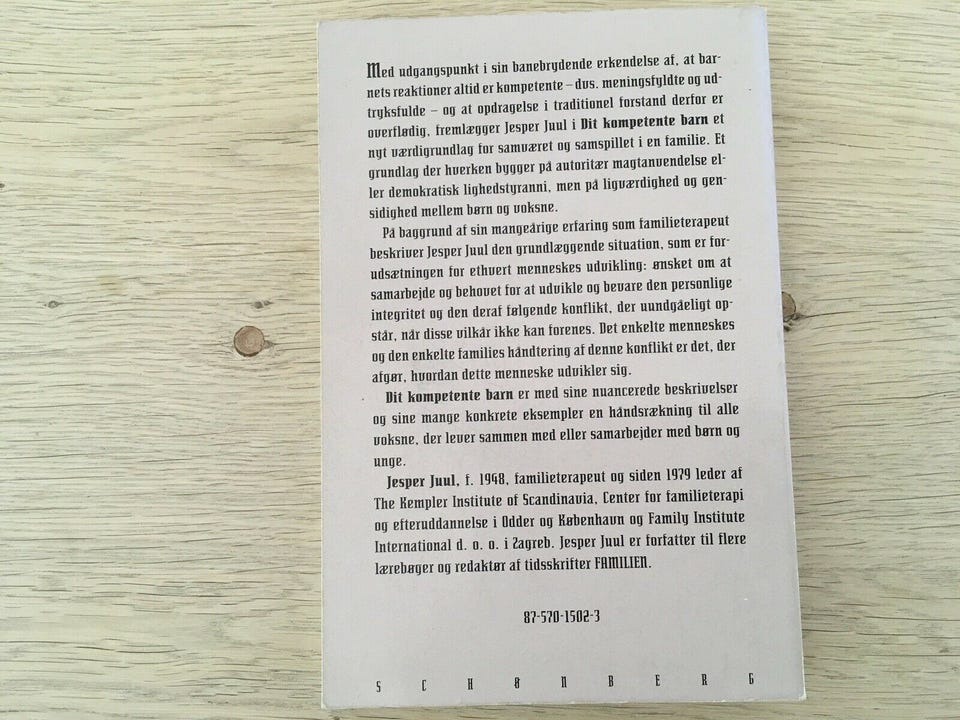 Med udgangspunkt i sin banebrydende erkendelse af, at bar-
nets reaktioner altid er kompetente – dvs. meningsfyldte og ud-
tryksfulde – og at opdragelse i traditionel forstand derfor er
overflødig, fremlægger Jesper Juul i Dit kompetente barn et
nyt værdigrundlag for samværet og samspillet i en familie. Et
grundlag der hverken bygger på autoritær magtanvendelse el-
ler demokratisk lighedstyranni, men på ligværdighed og gen-
sidighed mellem børn og voksne.
På baggrund af sin mangeårige erfaring som familieterapeut
beskriver Jesper Juul den grundlæggende situation, som er for-
udsætningen for ethvert menneskes udvikling: ønsket om at
samarbejde og behovet for at udvikle og bevare den personlige
integritet og den deraf følgende konflikt, der uundgåeligt op-
står, når disse vilkår ikke kan forenes. Det enkelte menneskes
og den enkelte families håndtering af denne konflikt er det, der
afgør, hvordan dette menneske udvikler sig.
Dit kompetente barn er med sine nuancerede beskrivelser
og sine mange konkrete eksempler en håndsrækning til alle
voksne, der lever sammen med eller samarbejder med børn og
unge.
Jesper Juul, f. 1948, familieterapeut og siden 1979 leder af
The Kempler Institute of Scandinavia, Center for familieterapi
og efteruddannelse i Odder og København og Family Institute
International d. o. o. i Zagreb. Jesper Juul er forfatter til flere
lærebøger og redaktør af tidsskrifter FAMILIEN.
87-570-1502-3
SCHØNBERG